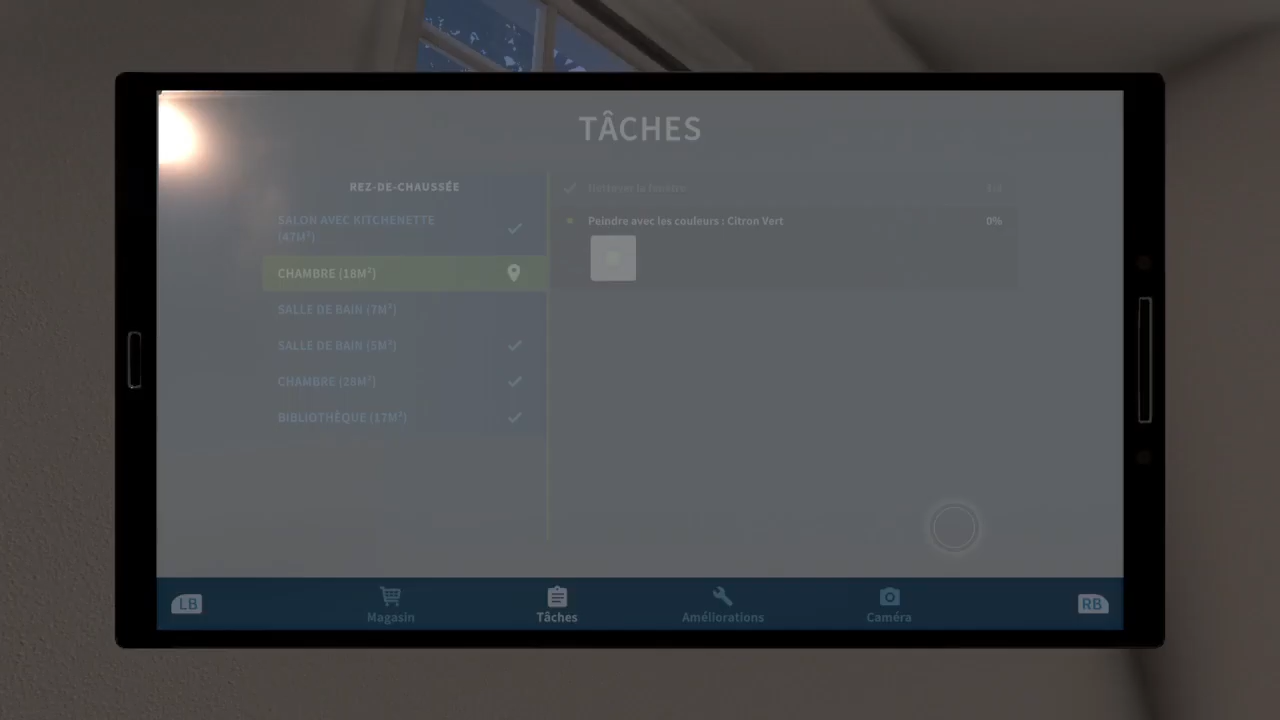 TÂCHES
REZ-DE-CHAUSSÉE
SALON AVEC KITCHENETTE
(47M²)
CHAMBRE (18M²)
SALLE DE BAIN (7M²)
SALLE DE BAIN (5M²)
CHAMBRE (28M²)
BIBLIOTHÈQUE (17M²)
Nettoyer la fenêtre
Peindre avec les couleurs : Citron Vert
0%
LB
Magasin
Tâches
Améliorations
Caméra
RB